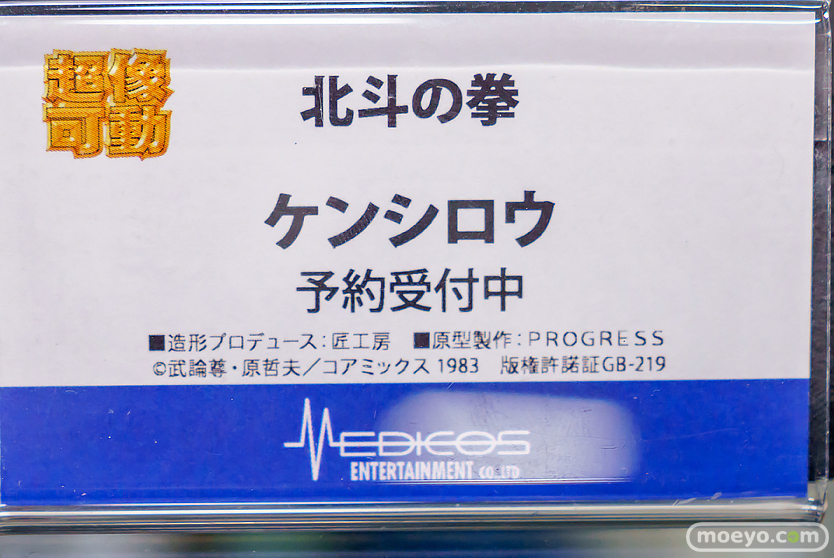 超像
可動
北斗の拳
ケンシロウ
予約受付中
■造形プロデュース:匠工房 ■原型製作:PROGRESS
©武論尊・原哲夫/コアミックス 1983 版権許諾証GB-219
MEDICOS
ENTERTAINMENT CO.LTD
moeyo.com